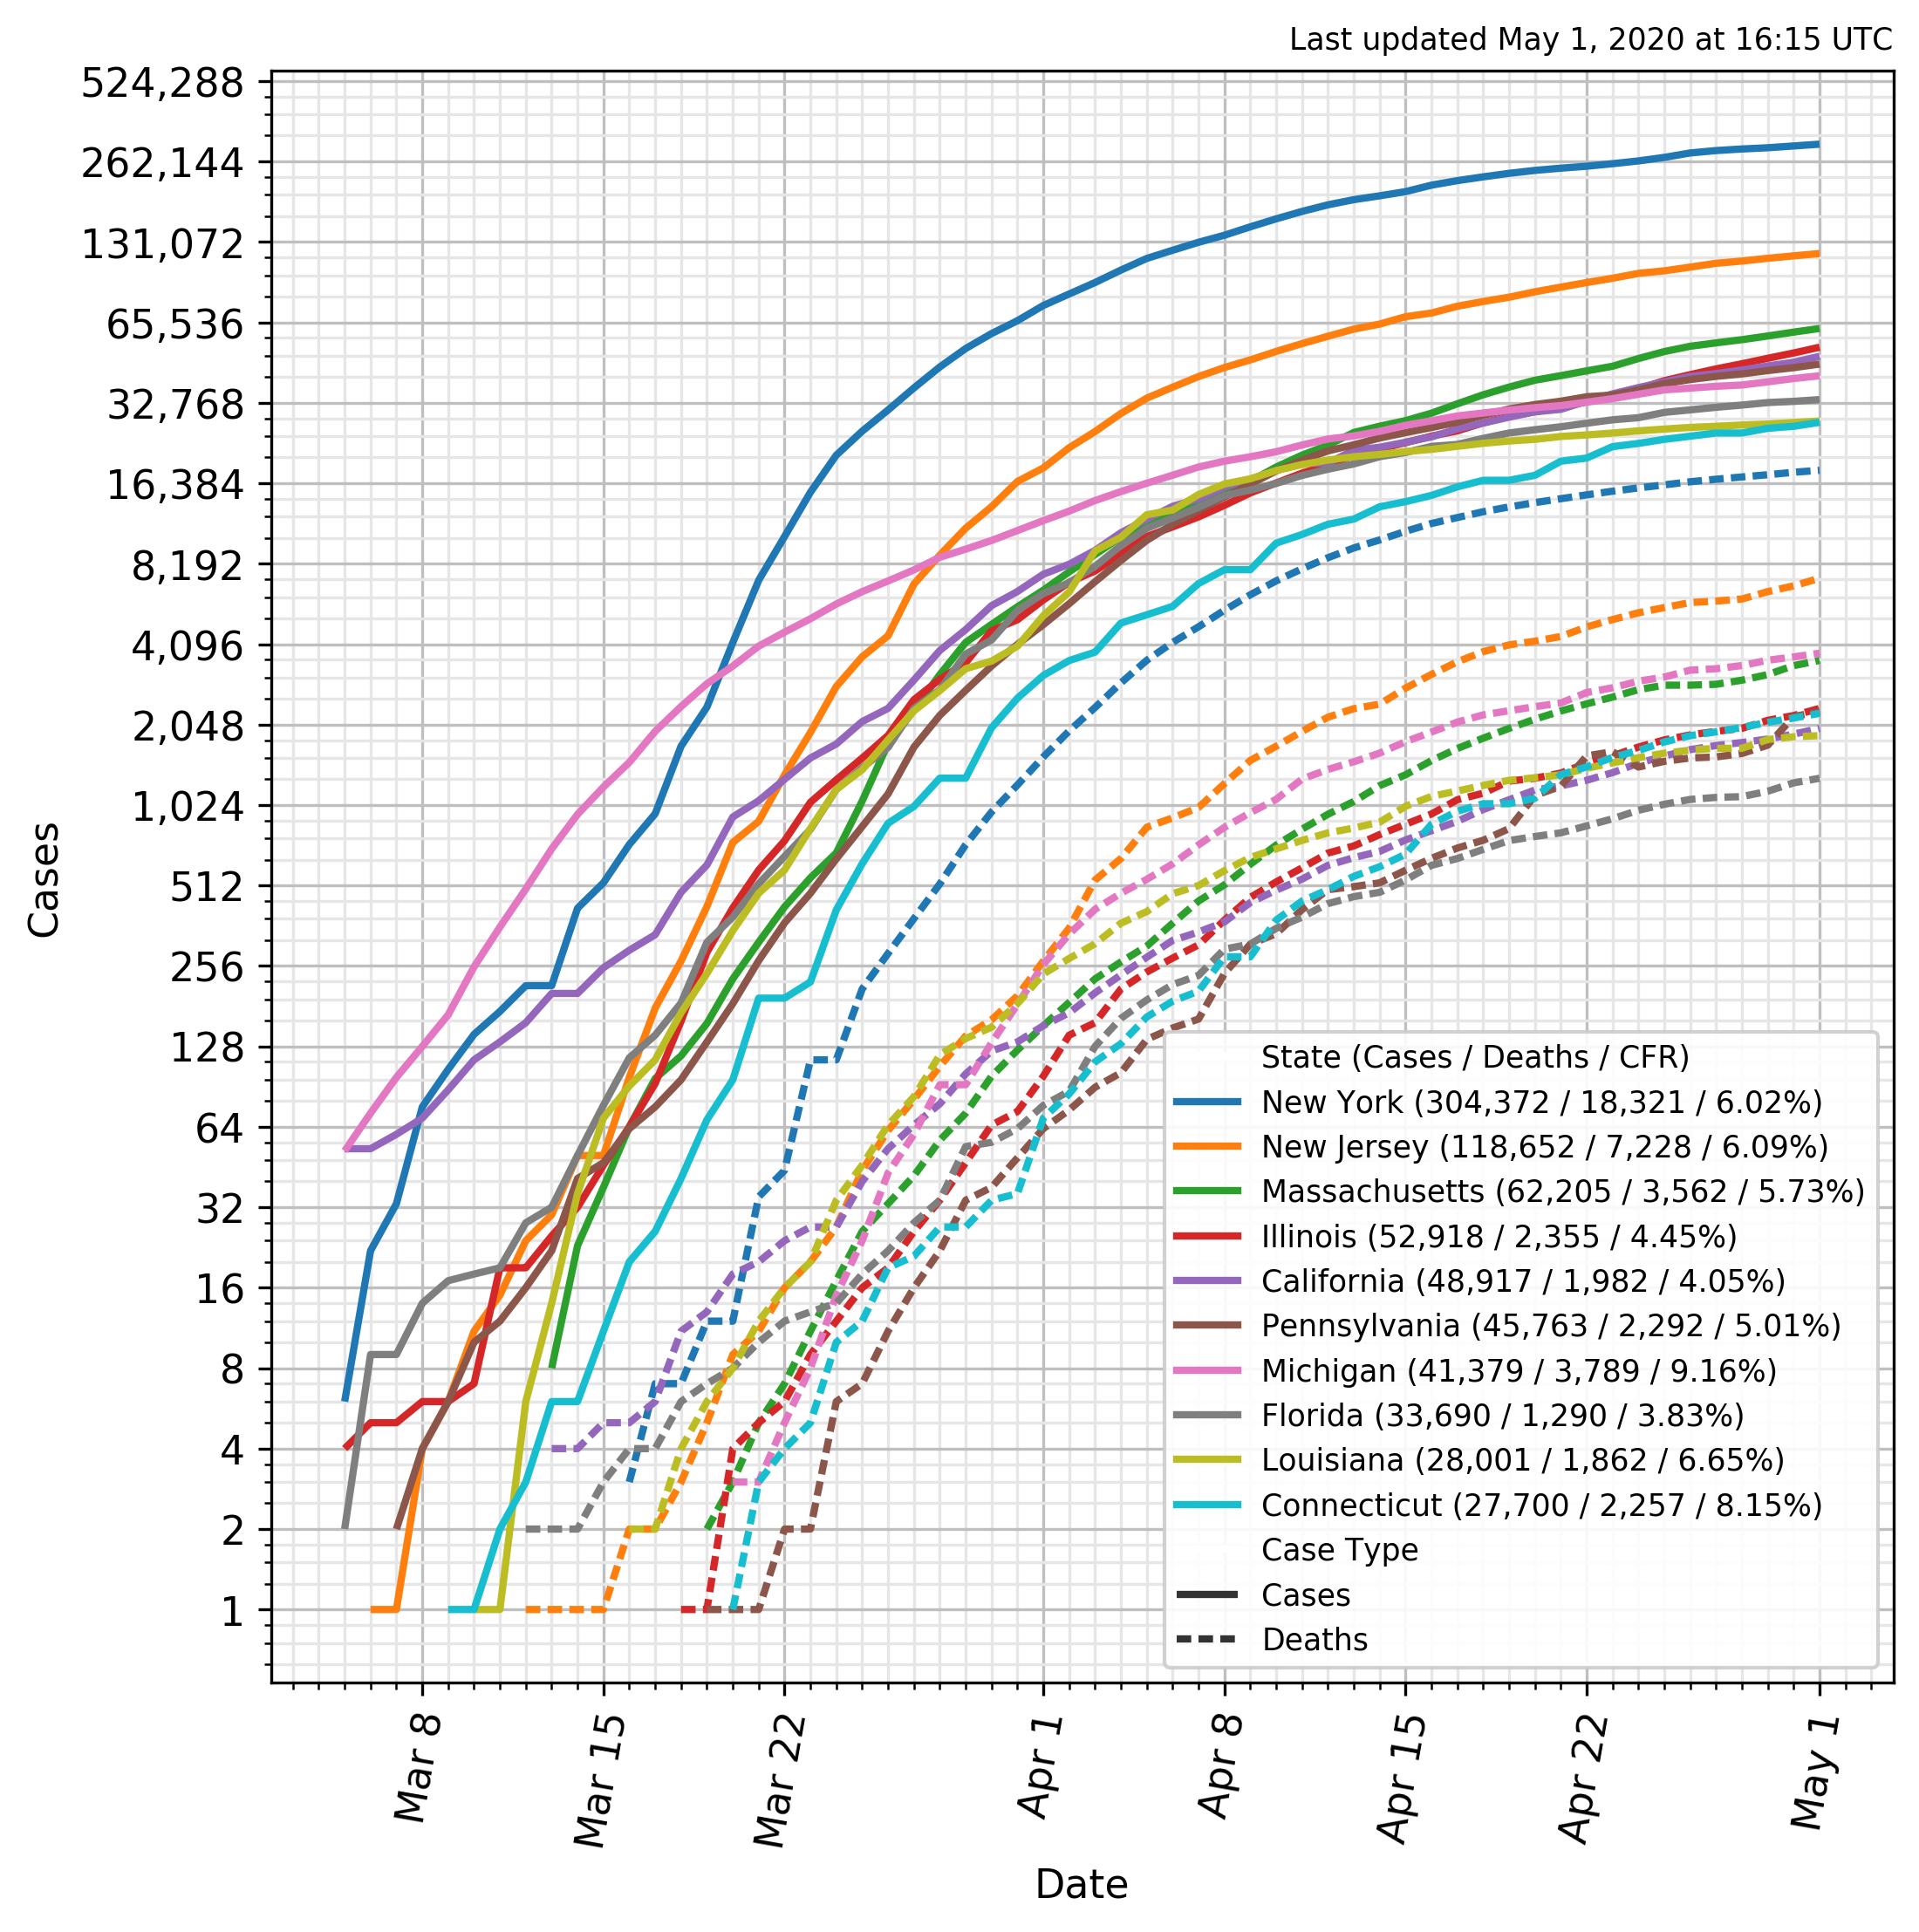 Last updated May 1, 2020 at 16:15 UTC
524,288
262,144
131,072
65,536
32,768
16,384
8,192
4,096
2,048
1,024
512
256
128
64
32
16
8
4
2
1
Cases
State (Cases / Deaths / CFR)
New York (304,372 / 18,321 / 6.02%)
New Jersey (118,652 / 7,228 / 6.09%)
Massachusetts (62,205 / 3,562 / 5.73%)
Illinois (52,918 / 2,355 / 4.45%)
California (48,917 / 1,982 / 4.05%)
Pennsylvania (45,763 / 2,292 / 5.01%)
Michigan (41,379 / 3,789 / 9.16%)
Florida (33,690 / 1,290 / 3.83%)
Louisiana (28,001 / 1,862 / 6.65%)
Connecticut (27,700 / 2,257 / 8.15%)
Case Type
Cases
Deaths
Mar 8
Mar 15
Mar 22
Apr 1
Apr 8
Apr 15
Apr 22
May 1
Date